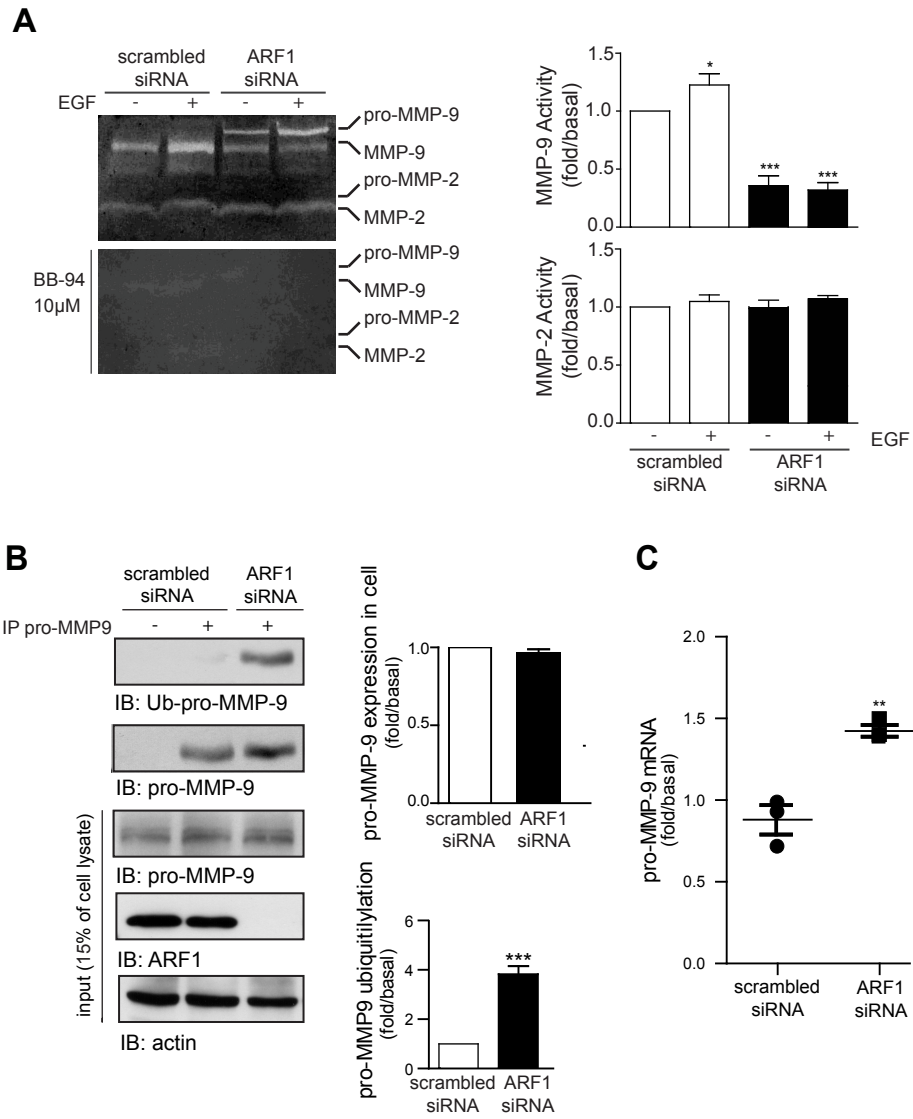 A
scrambled siRNA
ARF1 siRNA
EGF - + - +
pro-MMP-9
MMP-9
pro-MMP-2
MMP-2
BB-94
10µM
pro-MMP-9
MMP-9
pro-MMP-2
MMP-2
MMP-9 Activity
(fold/basal)
1.5
1.0
0.5
0.0
*
***
***
MMP-2 Activity
(fold/basal)
1.5
1.0
0.5
0.0
- + - + EGF
scrambled siRNA
ARF1 siRNA
B
scrambled siRNA
ARF1 siRNA
IP pro-MMP9 - + +
IB: Ub-pro-MMP-9
IB: pro-MMP-9
input (15% of cell lysate)
IB: pro-MMP-9
IB: ARF1
IB: actin
pro-MMP-9 expression in cell
(fold/basal)
1.0
0.5
0.0
scrambled siRNA
ARF1 siRNA
pro-MMP9 ubiquitilylation
(fold/basal)
6
4
2
0
***
scrambled siRNA
ARF1 siRNA
C
pro-MMP-9 mRNA
(fold/basal)
2.0
1.5
1.0
0.5
0.0
**
scrambled siRNA
ARF1 siRNA